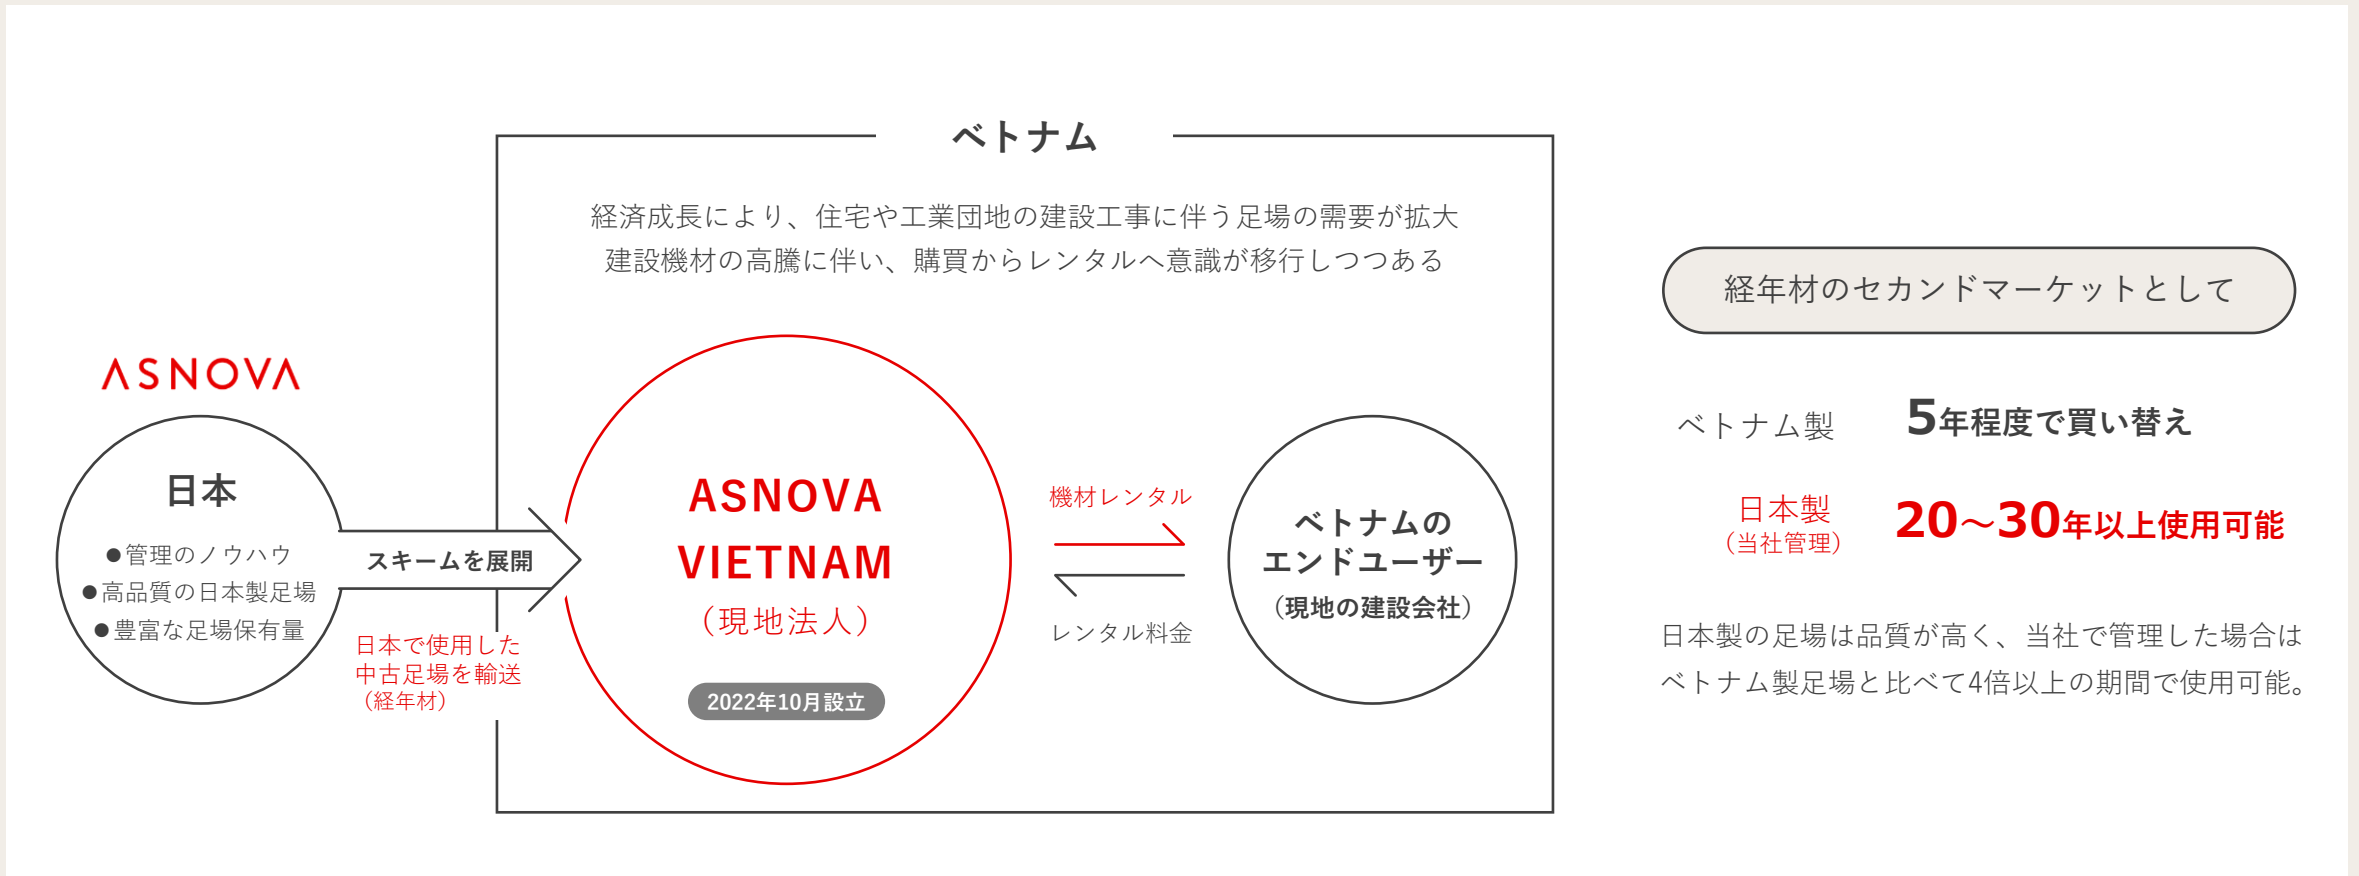 ベトナム
経済成長により、住宅や工業団地の建設工事に伴う足場の需要が拡大
建設機材の高騰に伴い、購買からレンタルへ意識が移行しつつある
ASNOVA
日本
●管理のノウハウ
●高品質の日本製足場
●豊富な足場保有量
スキームを展開
日本で使用した
中古足場を輸送
（経年材）
ASNOVA
VIETNAM
（現地法人）
2022年10月設立
機材レンタル
レンタル料金
ベトナムの
エンドユーザー
（現地の建設会社）
経年材のセカンドマーケットとして
ベトナム製 5年程度で買い替え
日本製 20〜30年以上使用可能
（当社管理）
日本製の足場は品質が高く、当社で管理した場合は
ベトナム製足場と比べて4倍以上の期間で使用可能。